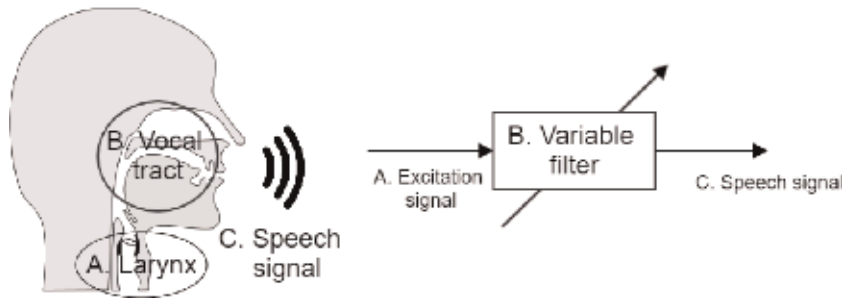 B. Vocal
tract
A. Larynx
C. Speech
signal
A. Excitation
signal
B. Variable
filter
C. Speech signal